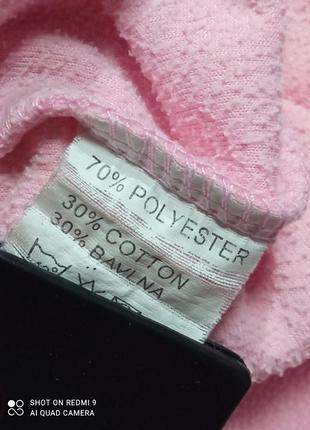 70% POLYESTER
30% COTTON
30% BAVLNA
SHOT ON REDMI 9
AI QUAD CAMERA